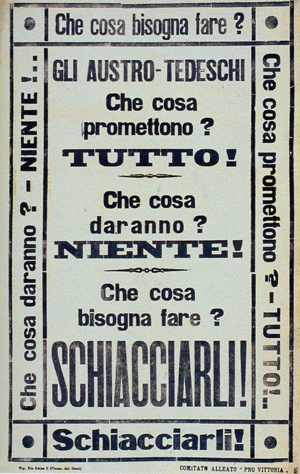 Che cosa bisogna fare ?
GLI AUSTRO-TEDESCHI
Che cosa
promettono ?
TUTTO!
Che cosa
daranno ?
NIENTE!
Che cosa
bisogna fare ?
SCHIACCIARLI!
Che cosa daranno ? - NIENTE !...
Che cosa promettono ? - TUTTO!..
Schiacciarli!
COMITATO ALLEATO - PRO VITTORIA.